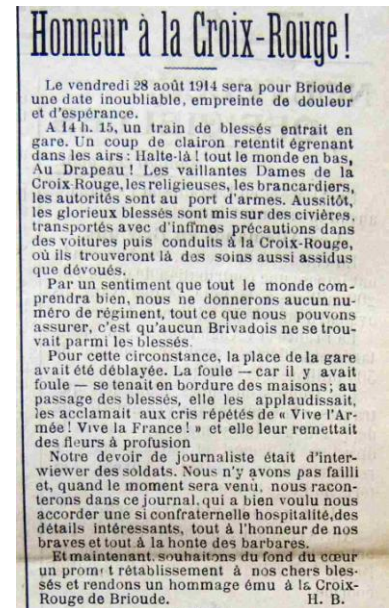 Honneur à la Croix-Rouge!
Le vendredi 28 août 1914 sera pour Brioude
une date inoubliable, empreinte de douleur
et d'espérance.
A 14 h. 15, un train de blessés entrait en
gare. Un coup de clairon retentit égrenant
dans les airs : Halte-là ! tout le monde en bas,
Au Drapeau ! Les vaillantes Dames de la
Croix-Rouge, les religieuses, les brancardiers,
les autorités sont au port d'armes. Aussitôt,
les glorieux blessés sont mis sur des civières,
transportés avec d'infimes précautions dans
des voitures puis conduits à la Croix-Rouge,
où ils trouveront là des soins aussi assidus
que dévoués.
Par un sentiment que tout le monde com-
prendra bien, nous ne donnerons aucun nu-
méro de régiment, tout ce que nous pouvons
assurer, c'est qu'aucun Brivadois ne se trou-
vait parmi les blessés.
Pour cette circonstance, la place de la gare
avait été déblayée. La foule — car il y avait
foule — se tenait en bordure des maisons; au
passage des blessés, elle les applaudissait,
les acclamait aux cris répétés de « Vive l'Ar-
mée! Vive la France! » et elle leur remettait
des fleurs à profusion
Notre devoir de journaliste était d'inter-
wiewer des soldats. Nous n'y avons pas failli
et, quand le moment sera venu, nous racon-
terons dans ce journal, qui a bien voulu nous
accorder une si confraternelle hospitalité, des
détails intéressants, tout à l'honneur de nos
braves et tout à la honte des barbares.
Et maintenant, souhaitons du fond du cœur
un prompt rétablissement à nos chers bles-
sés et rendons un hommage ému à la Croix-
Rouge de Brioude. H. B.